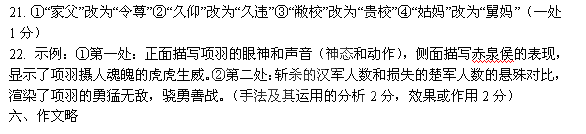 21. ①“家父”改为“令尊”②“久仰”改为“久违”③“敝校”改为“贵校”④“姑妈”改为“舅妈”（一处
1 分）
22. 示例：①第一处：正面描写项羽的眼神和声音（神态和动作），侧面描写赤泉侯的表现，
显示了项羽摄人魂魄的虎虎生威。②第二处：斩杀的汉军人数和损失的楚军人数的悬殊对比，
渲染了项羽的勇猛无敌，骁勇善战。（手法及其运用的分析 2 分，效果或作用 2 分）
六、作文略